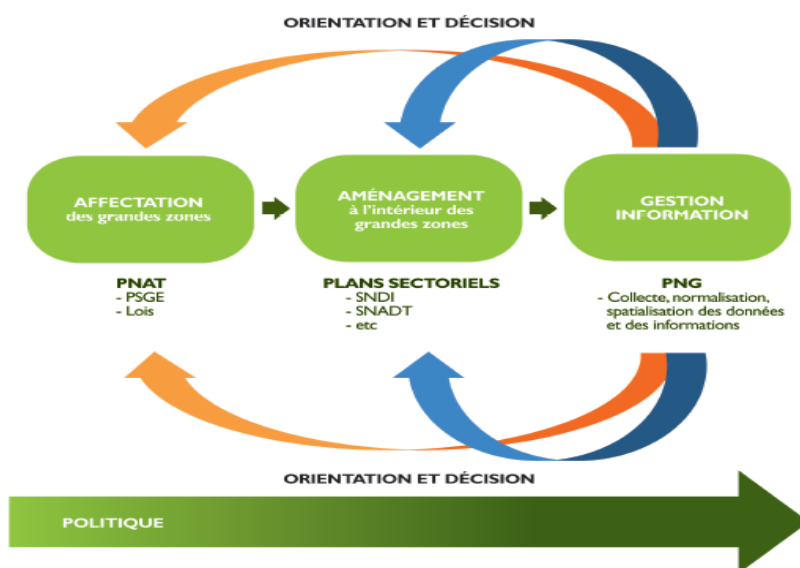 ORIENTATION ET DÉCISION
AFFECTATION
des grandes zones
AMÉNAGEMENT
à l'intérieur des
grandes zones
GESTION
INFORMATION
PNAT
- PSGE
- Lois
PLANS SECTORIELS
- SNDI
- SNADT
- etc
PNG
- Collecte, normalisation,
spatialisation des données
et des informations
ORIENTATION ET DÉCISION
POLITIQUE